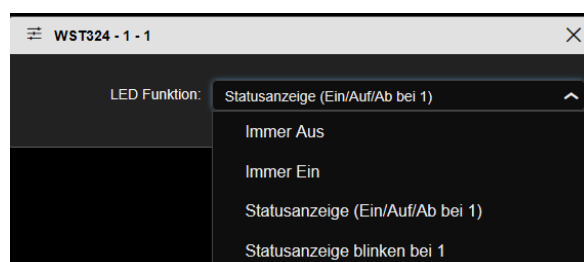 WST324 - 1 - 1
LED Funktion: Statusanzeige (Ein/Auf/Ab bei 1)
Immer Aus
Immer Ein
Statusanzeige (Ein/Auf/Ab bei 1)
Statusanzeige blinken bei 1